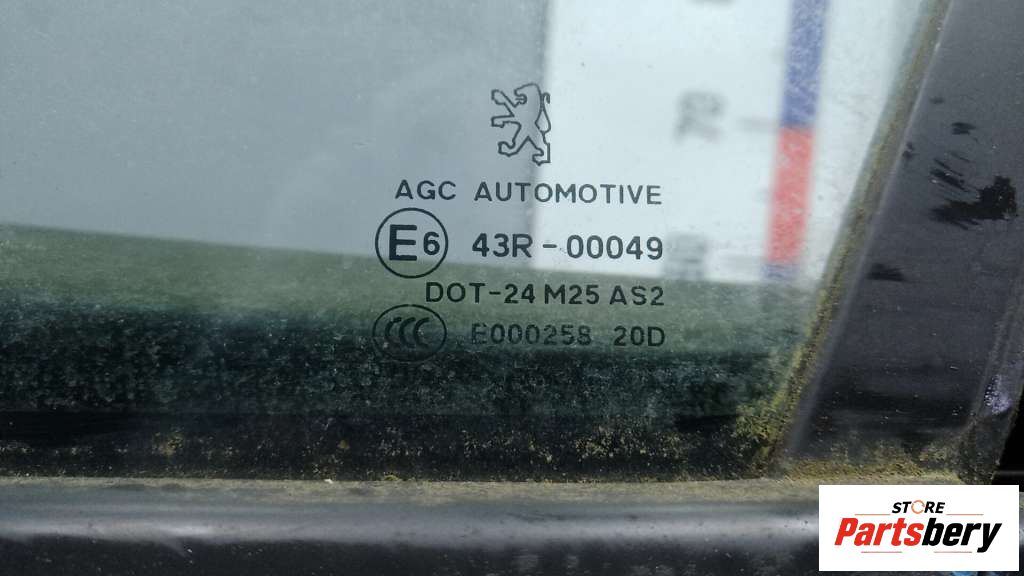 AGC AUTOMOTIVE
E6 43R-00049
DOT-24 M25 AS2
CCC E000258 20D
STORE
Partsbery